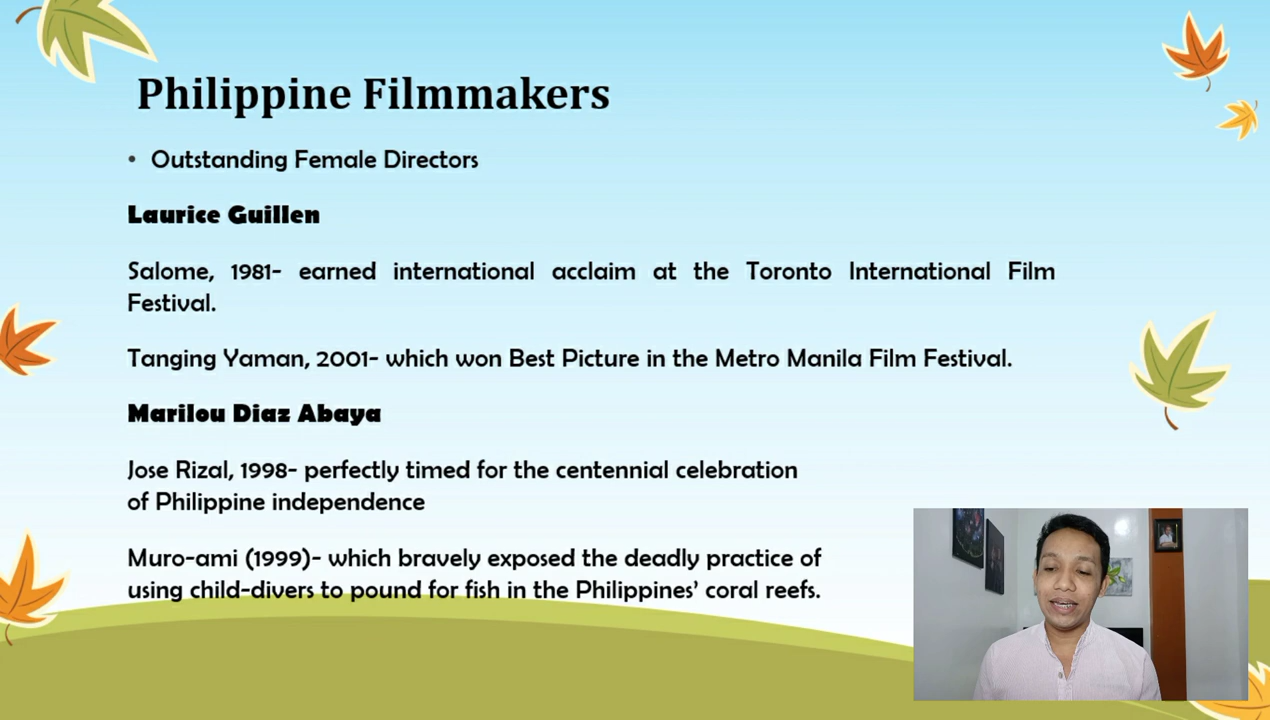 Philippine Filmmakers
• Outstanding Female Directors
Laurice Guillen
Salome, 1981- earned international acclaim at the Toronto International Film
Festival.
Tanging Yaman, 2001- which won Best Picture in the Metro Manila Film Festival.
Marilou Diaz Abaya
Jose Rizal, 1998- perfectly timed for the centennial celebration
of Philippine independence
Muro-ami (1999)- which bravely exposed the deadly practice of
using child-divers to pound for fish in the Philippines’ coral reefs.